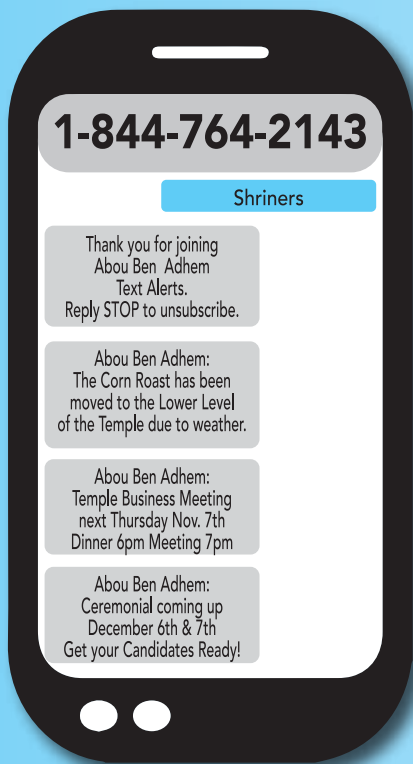 1-844-764-2143
Shriners
Thank you for joining
Abou Ben Adhem
Text Alerts.
Reply STOP to unsubscribe.
Abou Ben Adhem:
The Corn Roast has been
moved to the Lower Level
of the Temple due to weather.
Abou Ben Adhem:
Temple Business Meeting
next Thursday Nov. 7th
Dinner 6pm Meeting 7pm
Abou Ben Adhem:
Ceremonial coming up
December 6th & 7th
Get your Candidates Ready!